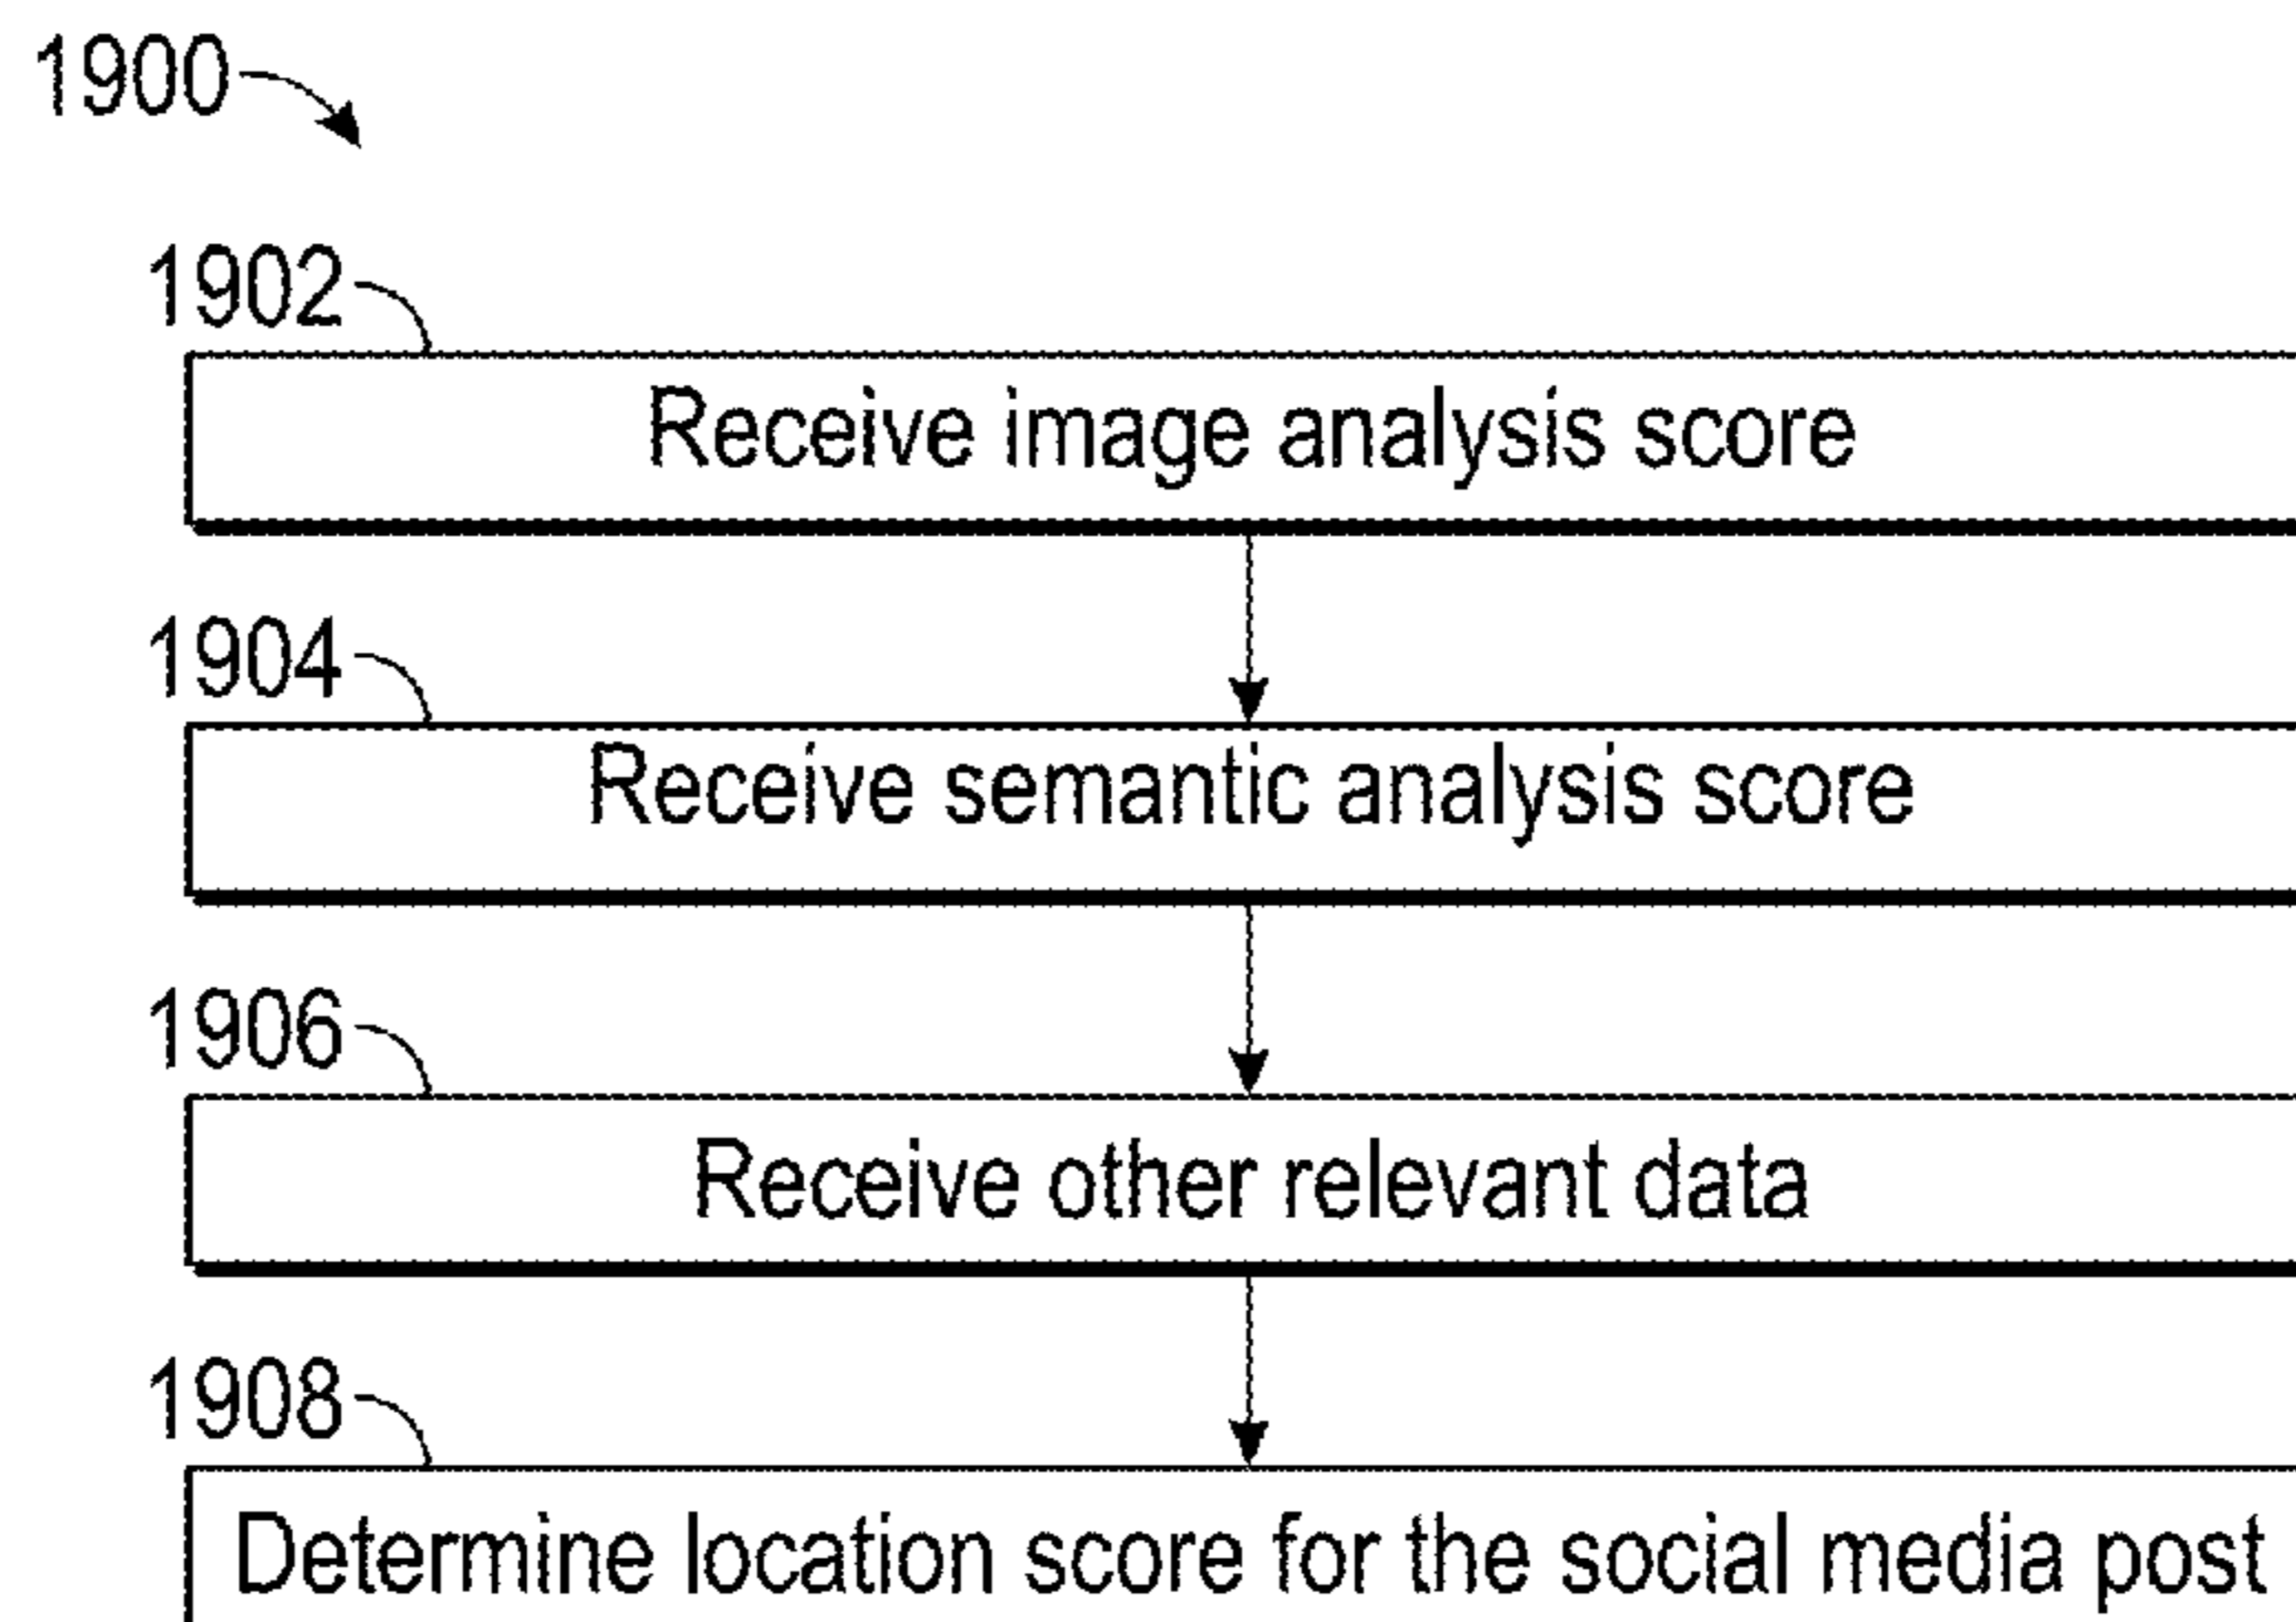 1900
1902
Receive image analysis score
1904
Receive semantic analysis score
1906
Receive other relevant data
1908
Determine location score for the social media post